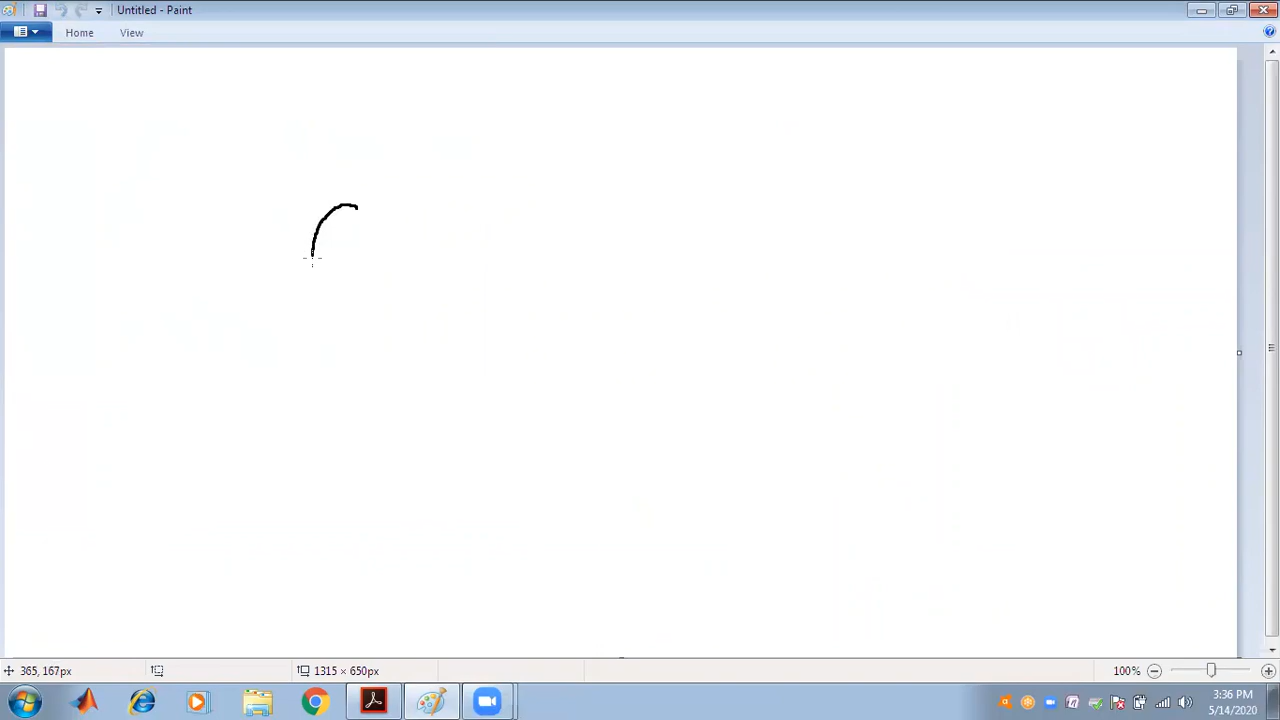 Untitled - Paint
Home View
365, 167px 1315 × 650px 100%
3:36 PM
5/14/2020